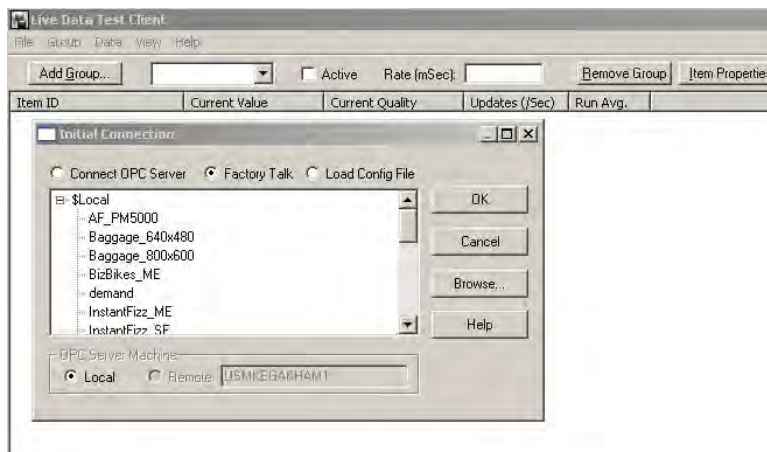 Live Data Test Client
File Group Data View Help
Add Group... Active Rate (mSec): Remove Group Item Propertie
Item ID Current Value Current Quality Updates (/Sec) Run Avg.
Initial Connection
Connect OPC Server Factory Talk Load Config File
$Local
AF_PM5000
Baggage_640x480
Baggage_800x600
BizBikes_ME
demand
InstantFizz_ME
InstantFizz_SE
OK
Cancel
Browse...
Help
OPC Server Machine
Local Remote